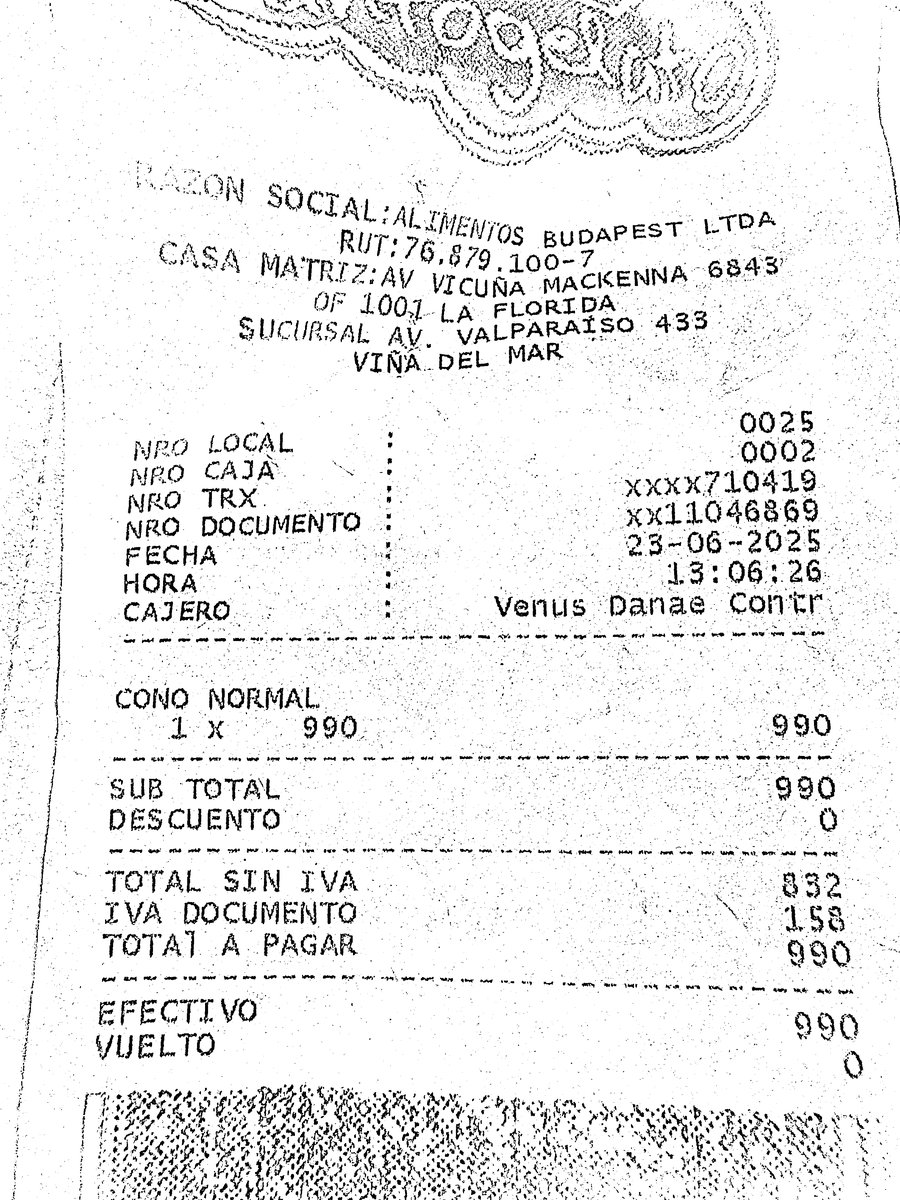 RAZON SOCIAL:ALIMENTOS BUDAPEST LTDA
RUT:76.879.100-7
CASA MATRIZ:AV VICUÑA MACKENNA 6843
OF 1001 LA FLORIDA
SUCURSAL AV. VALPARAÍSO 433
VIÑA DEL MAR
NRO LOCAL : 0025
NRO CAJA : 0002
NRO TRX : xxxx710419
NRO DOCUMENTO : xx11046869
FECHA : 23-06-2025
HORA : 13:06:26
CAJERO : Venus Danae Contr
CONO NORMAL
1 x 990 990
SUB TOTAL 990
DESCUENTO 0
TOTAL SIN IVA 832
IVA DOCUMENTO 158
TOTAL A PAGAR 990
EFECTIVO 990
VUELTO 0